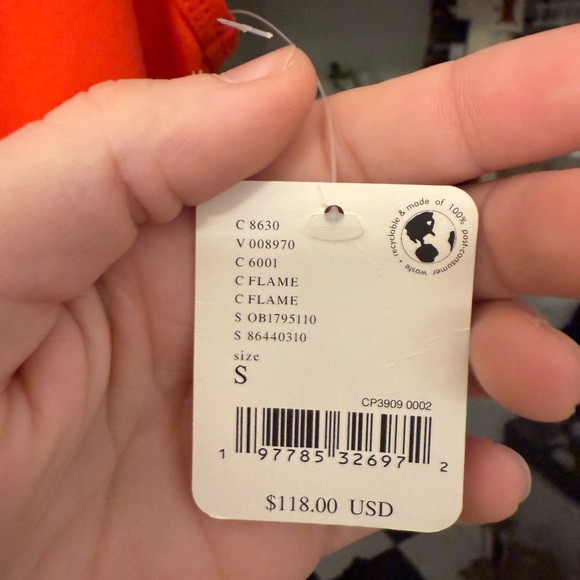 C 8630
V 008970
C 6001
C FLAME
C FLAME
S OB1795110
S 86440310
size
S
recyclable & made of 100% post-consumer waste •
CP3909 0002
1 97785 32697 2
$118.00 USD